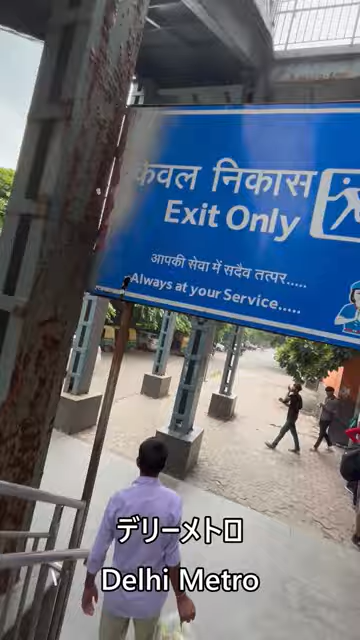 केवल निकास
Exit Only
आपकी सेवा में सदैव तत्पर.....
Always at your Service.....
デリーメトロ
Delhi Metro